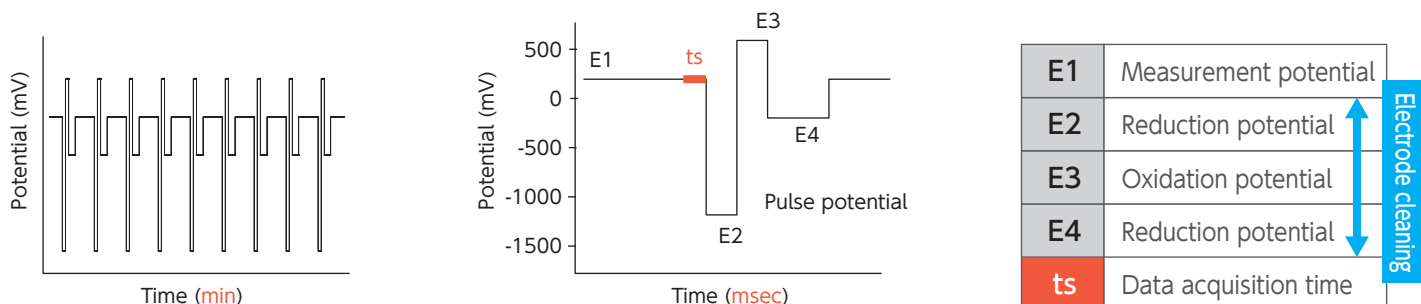 Potential (mV)
Time (min)
Potential (mV)
500
0
-500
-1000
-1500
E1
ts
E2
E3
E4
Pulse potential
Time (msec)
E1 Measurement potential
E2 Reduction potential
E3 Oxidation potential
E4 Reduction potential
ts Data acquisition time
Electrode cleaning